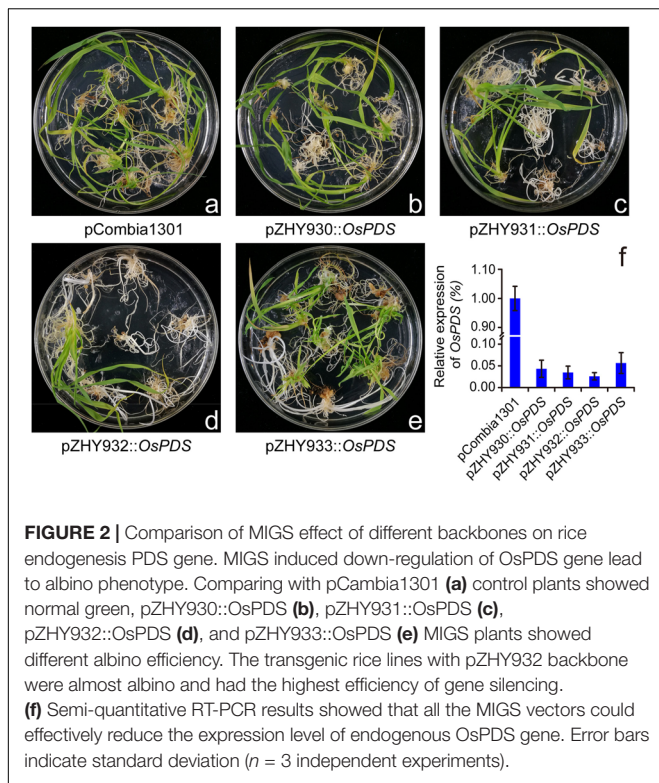 a
b
c
pCombia1301
pZHY930::OsPDS
pZHY931::OsPDS
d
e
pZHY932::OsPDS
pZHY933::OsPDS
f
Relative expression
of OsPDS (%)
1.10
1.00
0.90
0.10
0.05
0.00
pCombia1301
pZHY930::OsPDS
pZHY931::OsPDS
pZHY932::OsPDS
pZHY933::OsPDS
FIGURE 2 | Comparison of MIGS effect of different backbones on rice
endogenesis PDS gene. MIGS induced down-regulation of OsPDS gene lead
to albino phenotype. Comparing with pCambia1301 (a) control plants showed
normal green, pZHY930::OsPDS (b), pZHY931::OsPDS (c),
pZHY932::OsPDS (d), and pZHY933::OsPDS (e) MIGS plants showed
different albino efficiency. The transgenic rice lines with pZHY932 backbone
were almost albino and had the highest efficiency of gene silencing.
(f) Semi-quantitative RT-PCR results showed that all the MIGS vectors could
effectively reduce the expression level of endogenous OsPDS gene. Error bars
indicate standard deviation (n = 3 independent experiments).